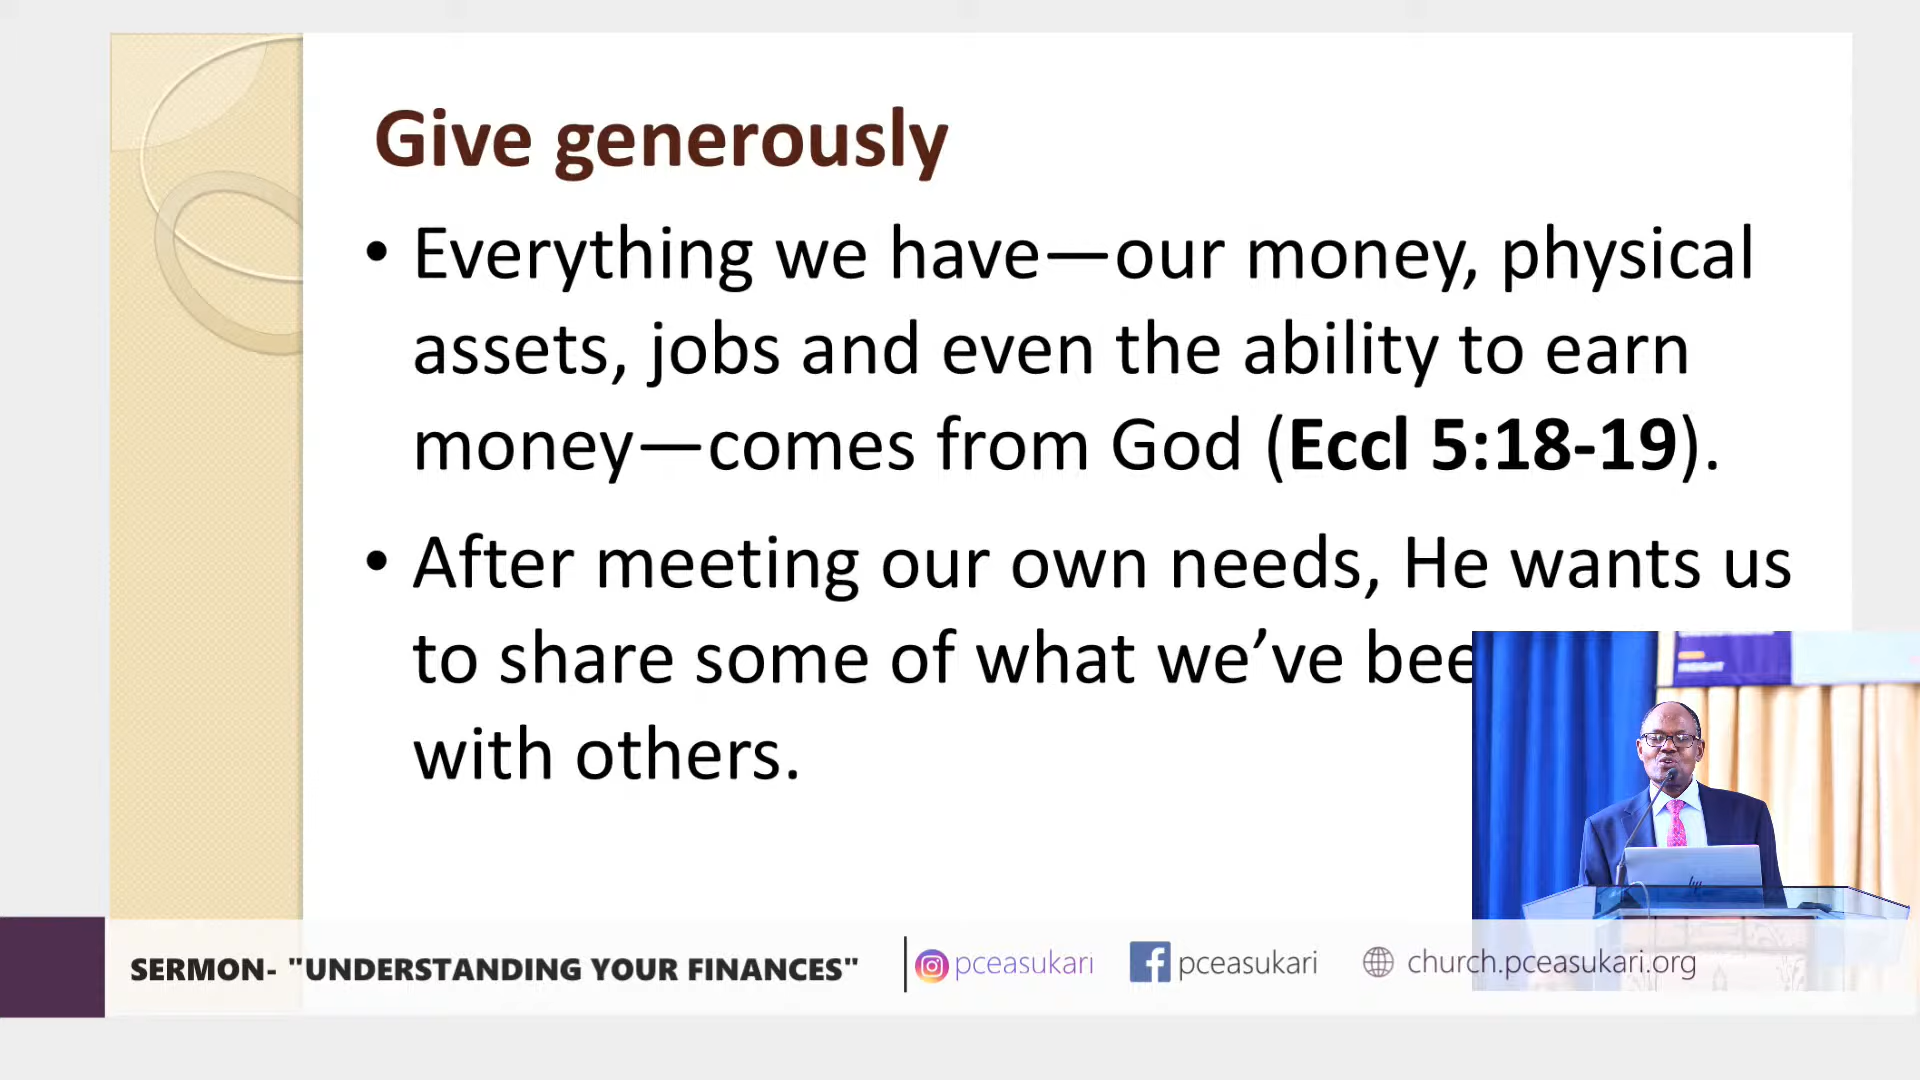 Give generously
• Everything we have—our money, physical
assets, jobs and even the ability to earn
money—comes from God (Eccl 5:18-19).
• After meeting our own needs, He wants us
to share some of what we’ve bee
with others.
INSIGHT
hp
SERMON- "UNDERSTANDING YOUR FINANCES"
pceasukari
pceasukari
church.pceasukari.org